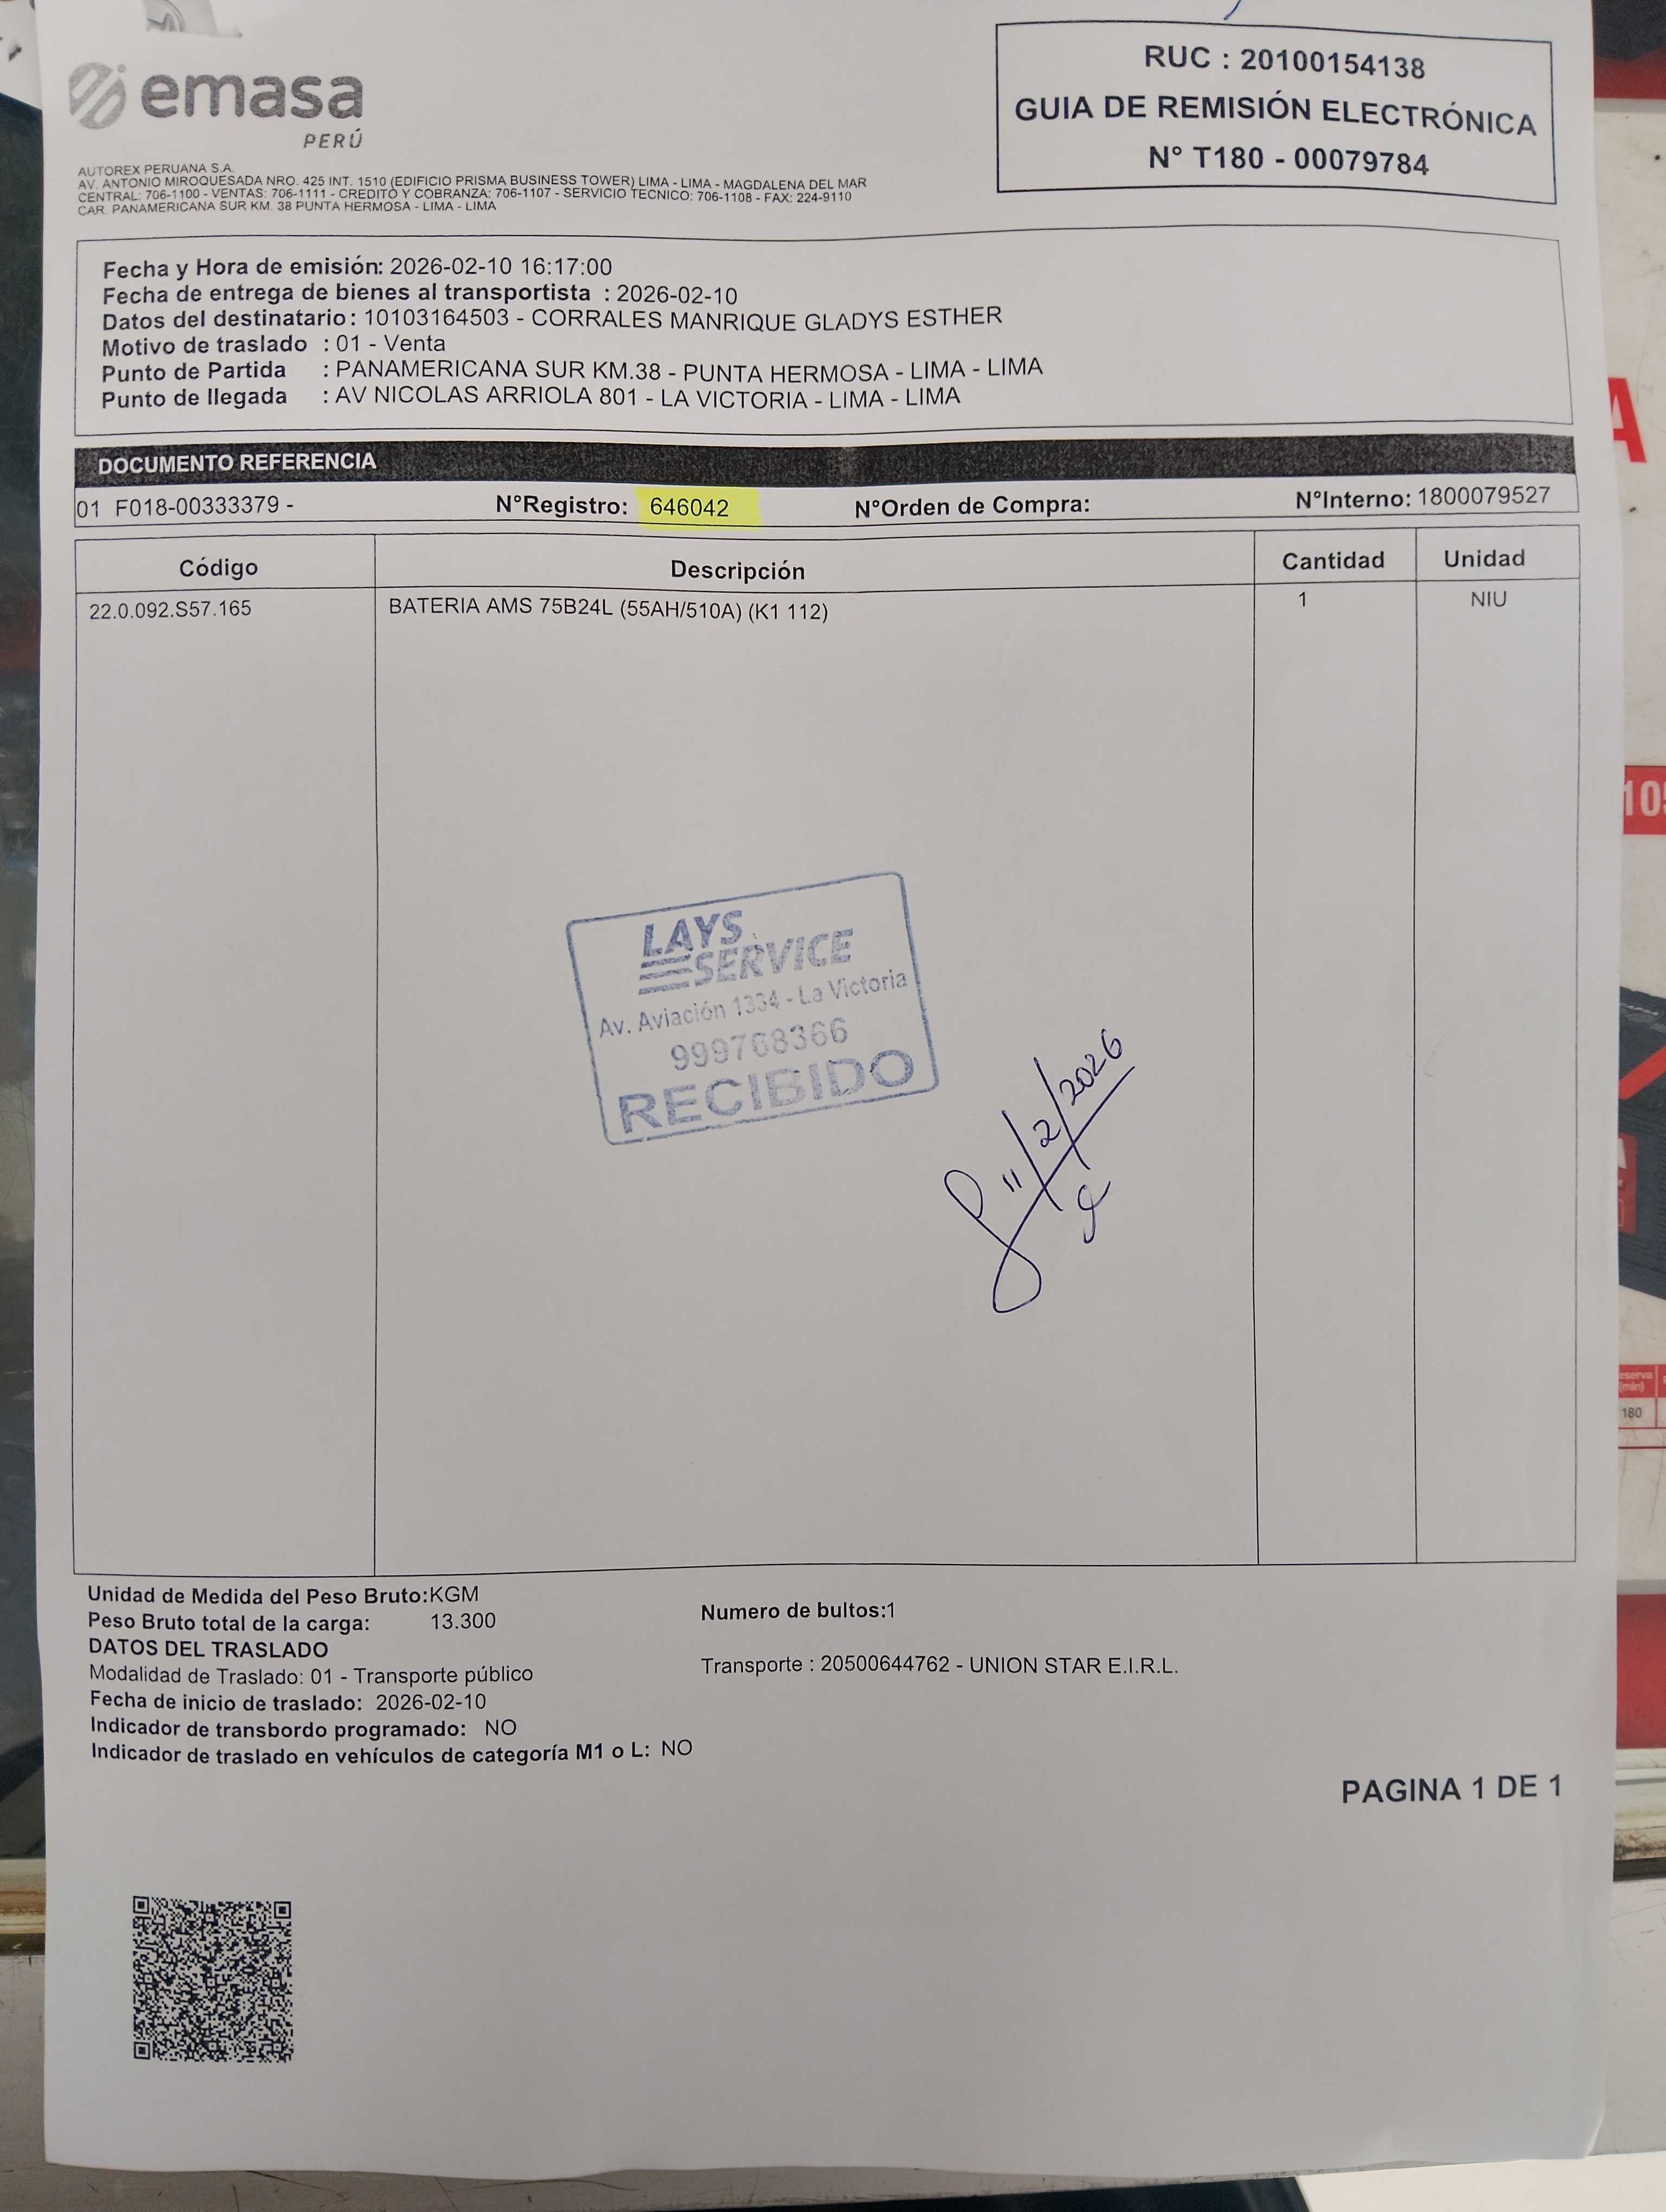 emasa
PERÚ
RUC : 20100154138
GUIA DE REMISIÓN ELECTRÓNICA
N° T180 - 00079784
AUTOREX PERUANA S.A.
AV. ANTONIO MIROQUESADA NRO. 425 INT. 1510 (EDIFICIO PRISMA BUSINESS TOWER) LIMA - LIMA - MAGDALENA DEL MAR
CENTRAL: 706-1100 - VENTAS: 706-1111 - CREDITO Y COBRANZA: 706-1107 - SERVICIO TECNICO: 706-1108 - FAX: 224-9110
CAR. PANAMERICANA SUR KM. 38 PUNTA HERMOSA - LIMA - LIMA
Fecha y Hora de emisión: 2026-02-10 16:17:00
Fecha de entrega de bienes al transportista : 2026-02-10
Datos del destinatario: 10103164503 - CORRALES MANRIQUE GLADYS ESTHER
Motivo de traslado : 01 - Venta
Punto de Partida : PANAMERICANA SUR KM.38 - PUNTA HERMOSA - LIMA - LIMA
Punto de llegada : AV NICOLAS ARRIOLA 801 - LA VICTORIA - LIMA - LIMA
DOCUMENTO REFERENCIA
01 F018-00333379 - N°Registro: 646042 N°Orden de Compra: N°Interno: 1800079527
Código Descripción Cantidad Unidad
22.0.092.S57.165 BATERIA AMS 75B24L (55AH/510A) (K1 112) 1 NIU
LAYS
SERVICE
Av. Aviación 1334 - La Victoria
999768366
RECIBIDO
11/2/2026
Unidad de Medida del Peso Bruto:KGM
Peso Bruto total de la carga: 13.300
Numero de bultos:1
DATOS DEL TRASLADO
Modalidad de Traslado: 01 - Transporte público
Transporte : 20500644762 - UNION STAR E.I.R.L.
Fecha de inicio de traslado: 2026-02-10
Indicador de transbordo programado: NO
Indicador de traslado en vehículos de categoría M1 o L: NO
PAGINA 1 DE 1
A
105
eserva
(min)
180